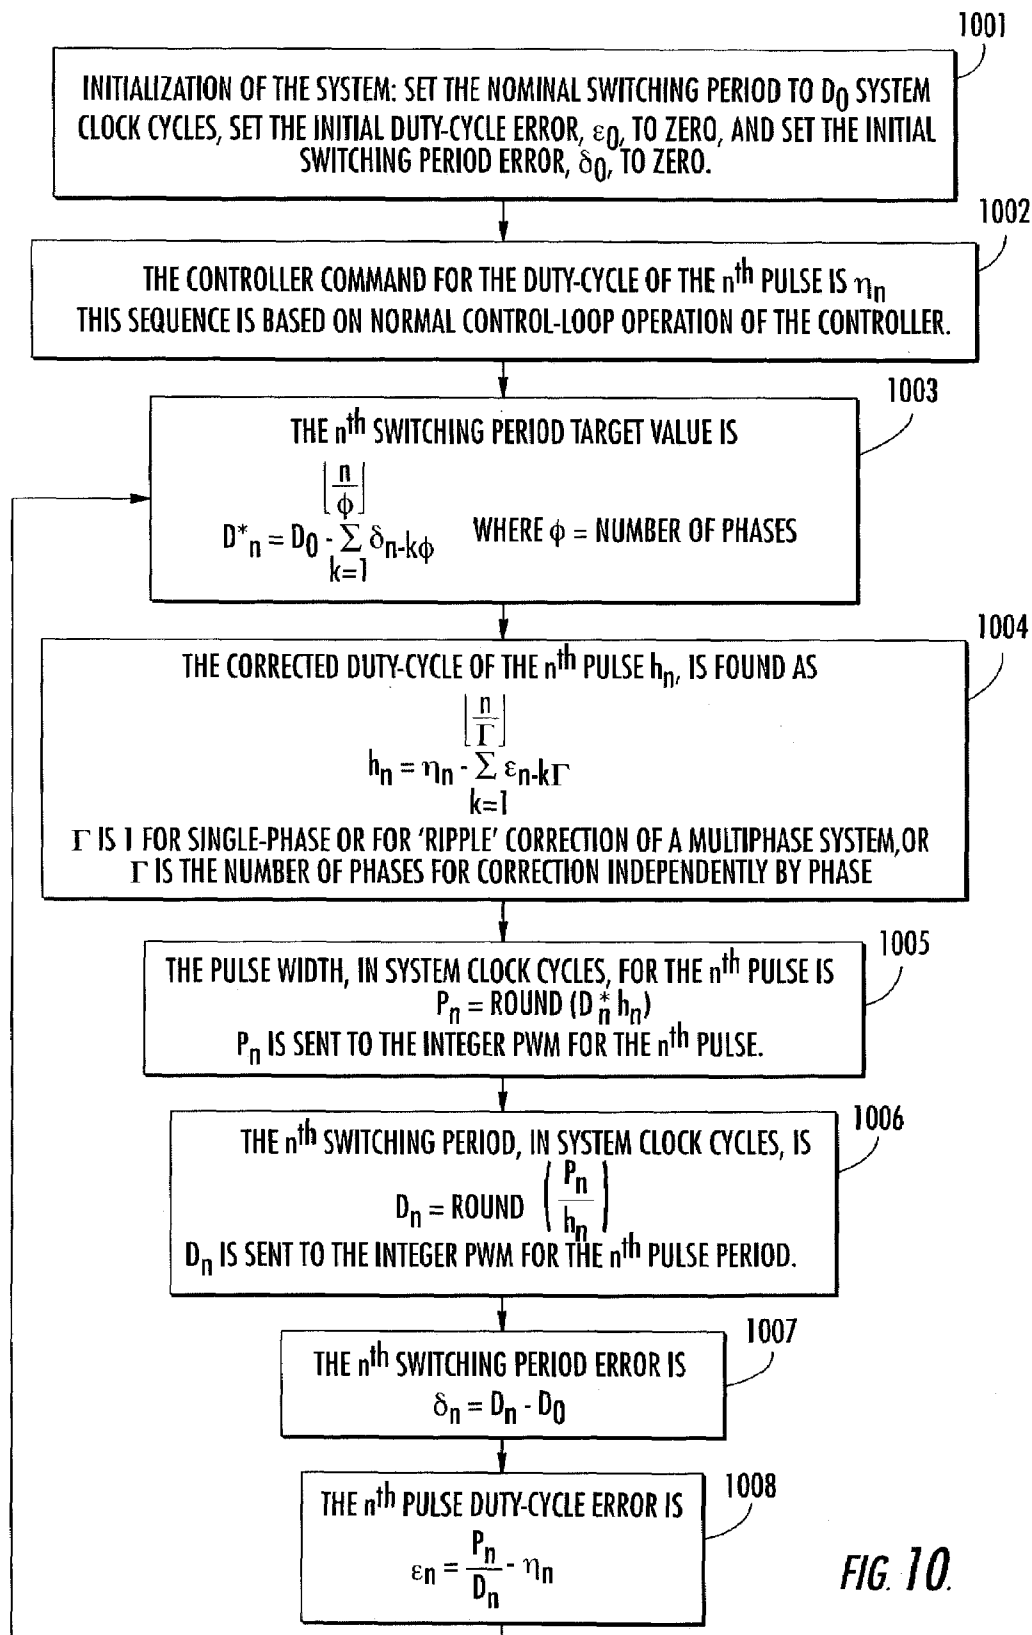 1001
INITIALIZATION OF THE SYSTEM: SET THE NOMINAL SWITCHING PERIOD TO D0 SYSTEM
CLOCK CYCLES, SET THE INITIAL DUTY-CYCLE ERROR, ε0, TO ZERO, AND SET THE INITIAL
SWITCHING PERIOD ERROR, δ0, TO ZERO.
1002
THE CONTROLLER COMMAND FOR THE DUTY-CYCLE OF THE nth PULSE IS ηn
THIS SEQUENCE IS BASED ON NORMAL CONTROL-LOOP OPERATION OF THE CONTROLLER.
1003
THE nth SWITCHING PERIOD TARGET VALUE IS
⌊n/ϕ⌋
D*n = D0 - Σ δn-kϕ WHERE ϕ = NUMBER OF PHASES
k=1
1004
THE CORRECTED DUTY-CYCLE OF THE nth PULSE hn, IS FOUND AS
⌊n/Γ⌋
hn = ηn - Σ εn-kΓ
k=1
Γ IS 1 FOR SINGLE-PHASE OR FOR 'RIPPLE' CORRECTION OF A MULTIPHASE SYSTEM, OR
Γ IS THE NUMBER OF PHASES FOR CORRECTION INDEPENDENTLY BY PHASE
1005
THE PULSE WIDTH, IN SYSTEM CLOCK CYCLES, FOR THE nth PULSE IS
Pn = ROUND (D*n hn)
Pn IS SENT TO THE INTEGER PWM FOR THE nth PULSE.
1006
THE nth SWITCHING PERIOD, IN SYSTEM CLOCK CYCLES, IS
Dn = ROUND (Pn/hn)
Dn IS SENT TO THE INTEGER PWM FOR THE nth PULSE PERIOD.
1007
THE nth SWITCHING PERIOD ERROR IS
δn = Dn - D0
1008
THE nth PULSE DUTY-CYCLE ERROR IS
εn = Pn/Dn - ηn
FIG. 10.